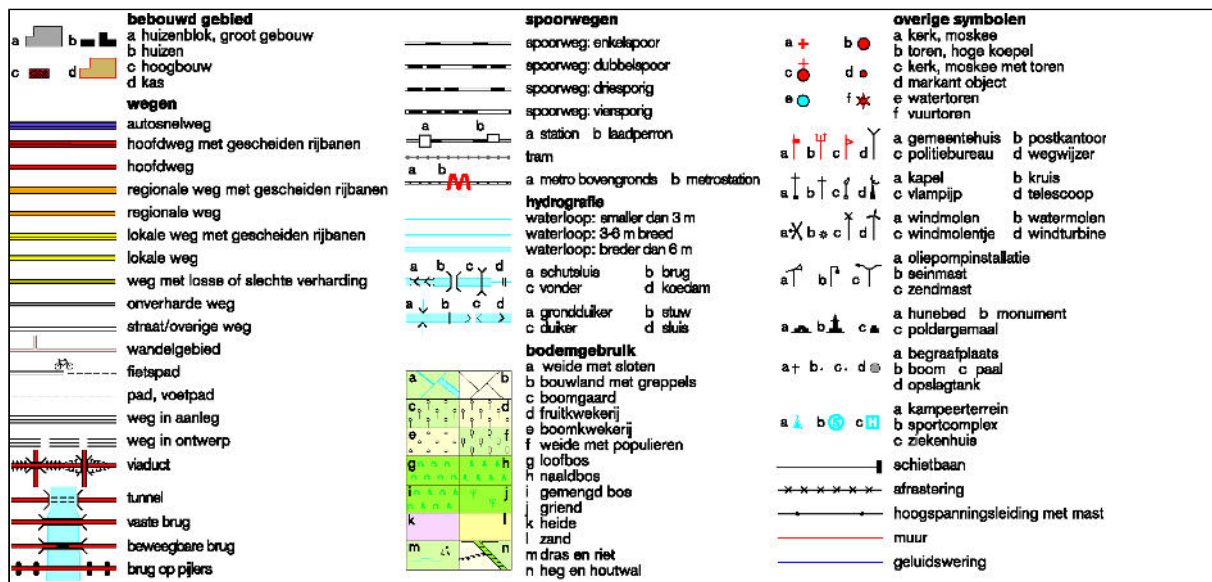 bebouwd gebied
a b a huizenblok, groot gebouw
b huizen
c d c hoogbouw
d kas
wegen
autosnelweg
hoofdweg met gescheiden rijbanen
hoofdweg
regionale weg met gescheiden rijbanen
regionale weg
lokale weg met gescheiden rijbanen
lokale weg
weg met losse of slechte verharding
onverharde weg
straat/overige weg
wandelgebied
fietspad
pad, voetpad
weg in aanleg
weg in ontwerp
viaduct
tunnel
vaste brug
beweegbare brug
brug op pijlers
spoorwegen
spoorweg: enkelspoor
spoorweg: dubbelspoor
spoorweg: driesporig
spoorweg: viersporig
a b
a station b laadperron
tram
a b
M
a metro bovengronds b metrostation
hydrografie
waterloop: smaller dan 3 m
waterloop: 3-6 m breed
waterloop: breder dan 6 m
a b c d
a schutsluis b brug
c vonder d koedam
a b c d
a grondduiker b stuw
c duiker d sluis
bodemgebruik
a b
c d
e f
g h
i j
k l
m n
a weide met sloten
b bouwland met greppels
c boomgaard
d fruitkwekerij
e boomkwekerij
f weide met populieren
g loofbos
h naaldbos
i gemengd bos
j griend
k heide
l zand
m dras en riet
n heg en houtwal
overige symbolen
a b a kerk, moskee
b toren, hoge koepel
c d c kerk, moskee met toren
d markant object
e f e watertoren
f vuurtoren
a b c d
a gemeentehuis b postkantoor
c politiebureau d wegwijzer
a b c d
a kapel b kruis
c vlampijp d telescoop
a b c d
a windmolen b watermolen
c windmolentje d windturbine
a b c
a oliepompinstallatie
b seinmast
c zendmast
a b c
a hunebed b monument
c poldergemaal
a b c d
a begraafplaats
b boom c paal
d opslagtank
a b S c H
a kampeerterrein
b sportcomplex
c ziekenhuis
schietbaan
afrastering
hoogspanningsleiding met mast
muur
geluidswering